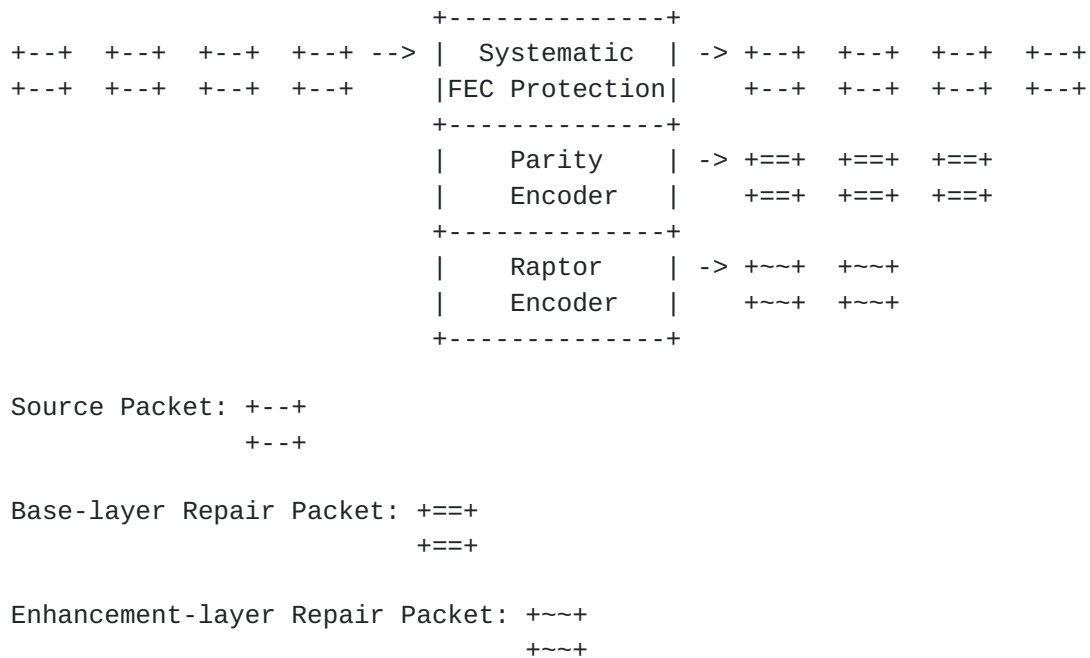 +--------------+
+--+  +--+  +--+  +--+ --> |  Systematic  | -> +--+  +--+  +--+  +--+
+--+  +--+  +--+  +--+     |FEC Protection|    +--+  +--+  +--+  +--+
                           +--------------+
                           |    Parity    | -> +==+  +==+  +==+
                           |    Encoder   |    +==+  +==+  +==+
                           +--------------+
                           |    Raptor    | -> +~~+  +~~+
                           |    Encoder   |    +~~+  +~~+
                           +--------------+

Source Packet: +--+
               +--+

Base-layer Repair Packet: +==+
                          +==+

Enhancement-layer Repair Packet: +~~+
                                 +~~+